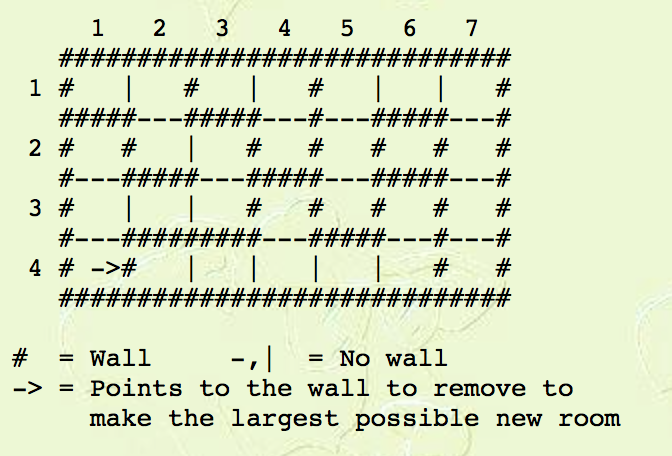 1   2   3   4   5   6   7
#############################
1 #   |   #   |   #   |   |   #
#####---#####---#---#####---#
2 #   #   |   #   #   #   #   #
#---#####---#####---#####---#
3 #   |   |   #   #   #   #   #
#---#########---#####---#---#
4 # ->#   |   |   |   |   #   #
#############################
#  = Wall     -,|  = No wall
-> = Points to the wall to remove to
make the largest possible new room